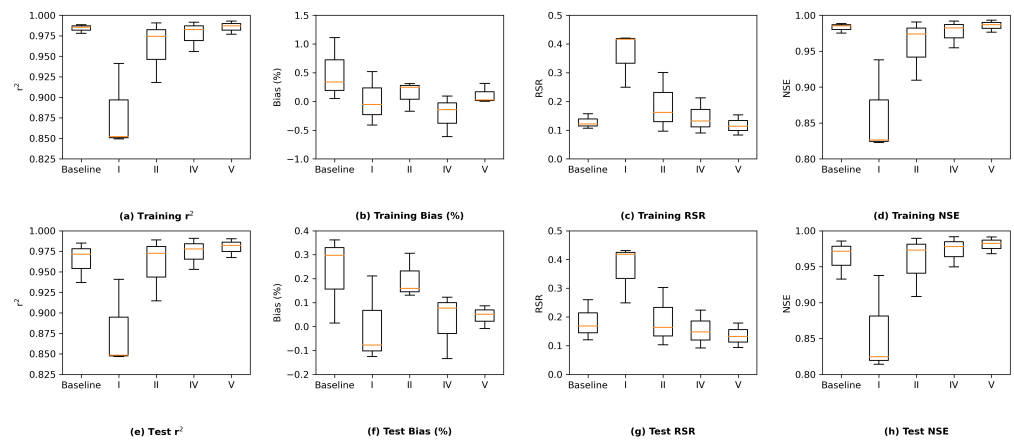 1.000
0.975
0.950
0.925
0.900
0.875
0.850
0.825
r²
Baseline I II IV V
(a) Training r²
1.5
1.0
0.5
0.0
−0.5
−1.0
Bias (%)
Baseline I II IV V
(b) Training Bias (%)
0.5
0.4
0.3
0.2
0.1
0.0
RSR
Baseline I II IV V
(c) Training RSR
1.00
0.95
0.90
0.85
0.80
NSE
Baseline I II IV V
(d) Training NSE
1.000
0.975
0.950
0.925
0.900
0.875
0.850
0.825
r²
Baseline I II IV V
(e) Test r²
0.4
0.3
0.2
0.1
0.0
−0.1
−0.2
Bias (%)
Baseline I II IV V
(f) Test Bias (%)
0.5
0.4
0.3
0.2
0.1
0.0
RSR
Baseline I II IV V
(g) Test RSR
1.00
0.95
0.90
0.85
0.80
NSE
Baseline I II IV V
(h) Test NSE